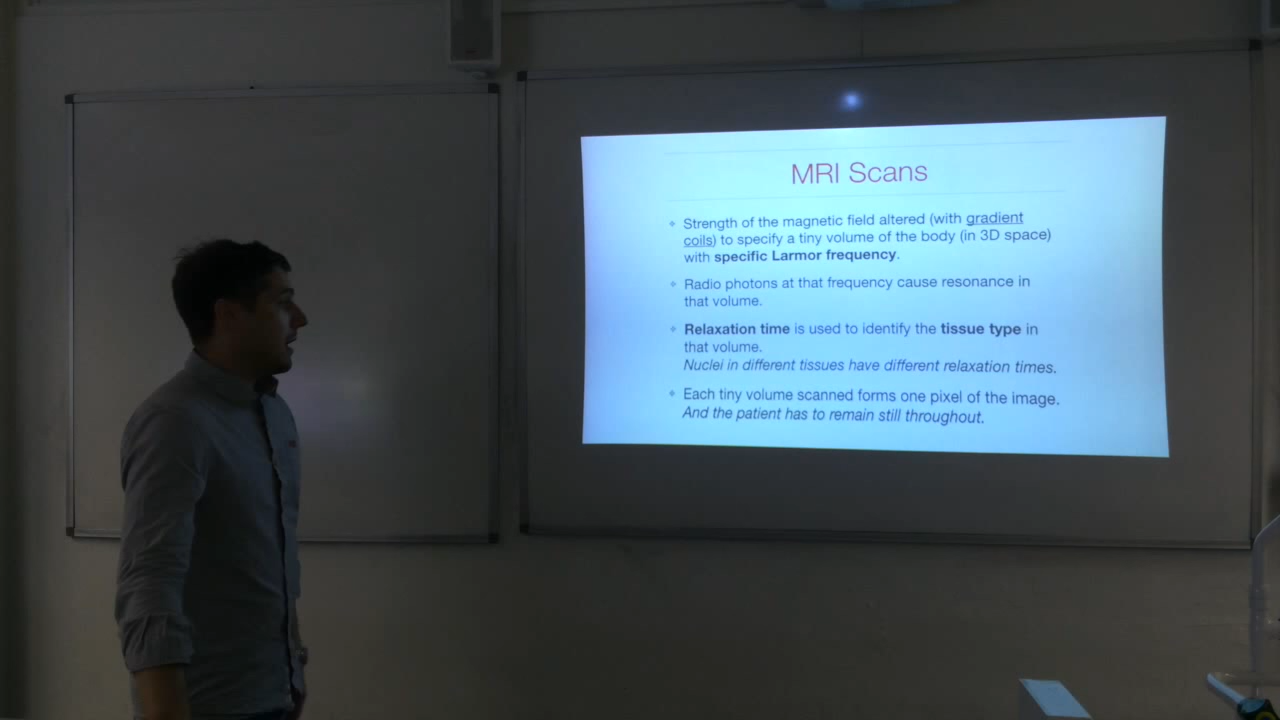 MRI Scans
Strength of the magnetic field altered (with gradient
coils) to specify a tiny volume of the body (in 3D space)
with specific Larmor frequency.
Radio photons at that frequency cause resonance in
that volume.
Relaxation time is used to identify the tissue type in
that volume.
Nuclei in different tissues have different relaxation times.
Each tiny volume scanned forms one pixel of the image.
And the patient has to remain still throughout.